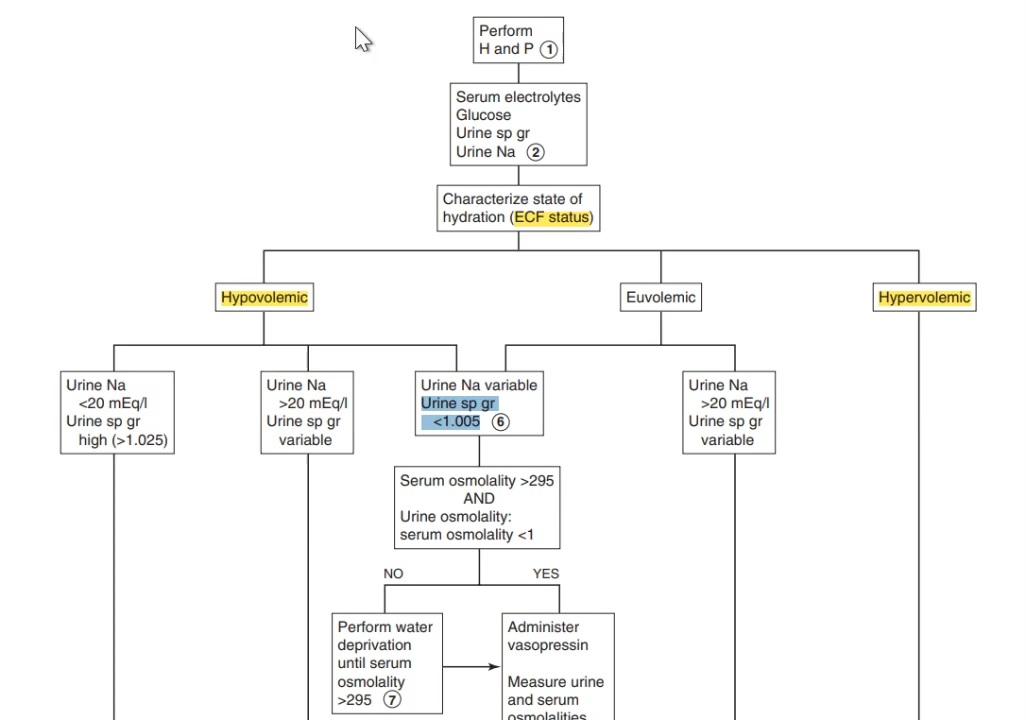 Perform
H and P 1
Serum electrolytes
Glucose
Urine sp gr
Urine Na 2
Characterize state of
hydration (ECF status)
Hypovolemic
Euvolemic
Hypervolemic
Urine Na
<20 mEq/l
Urine sp gr
high (>1.025)
Urine Na
>20 mEq/l
Urine sp gr
variable
Urine Na variable
Urine sp gr
<1.005 6
Urine Na
>20 mEq/l
Urine sp gr
variable
Serum osmolality >295
AND
Urine osmolality:
serum osmolality <1
NO
YES
Perform water
deprivation
until serum
osmolality
>295 7
Administer
vasopressin
Measure urine
and serum
osmolalities